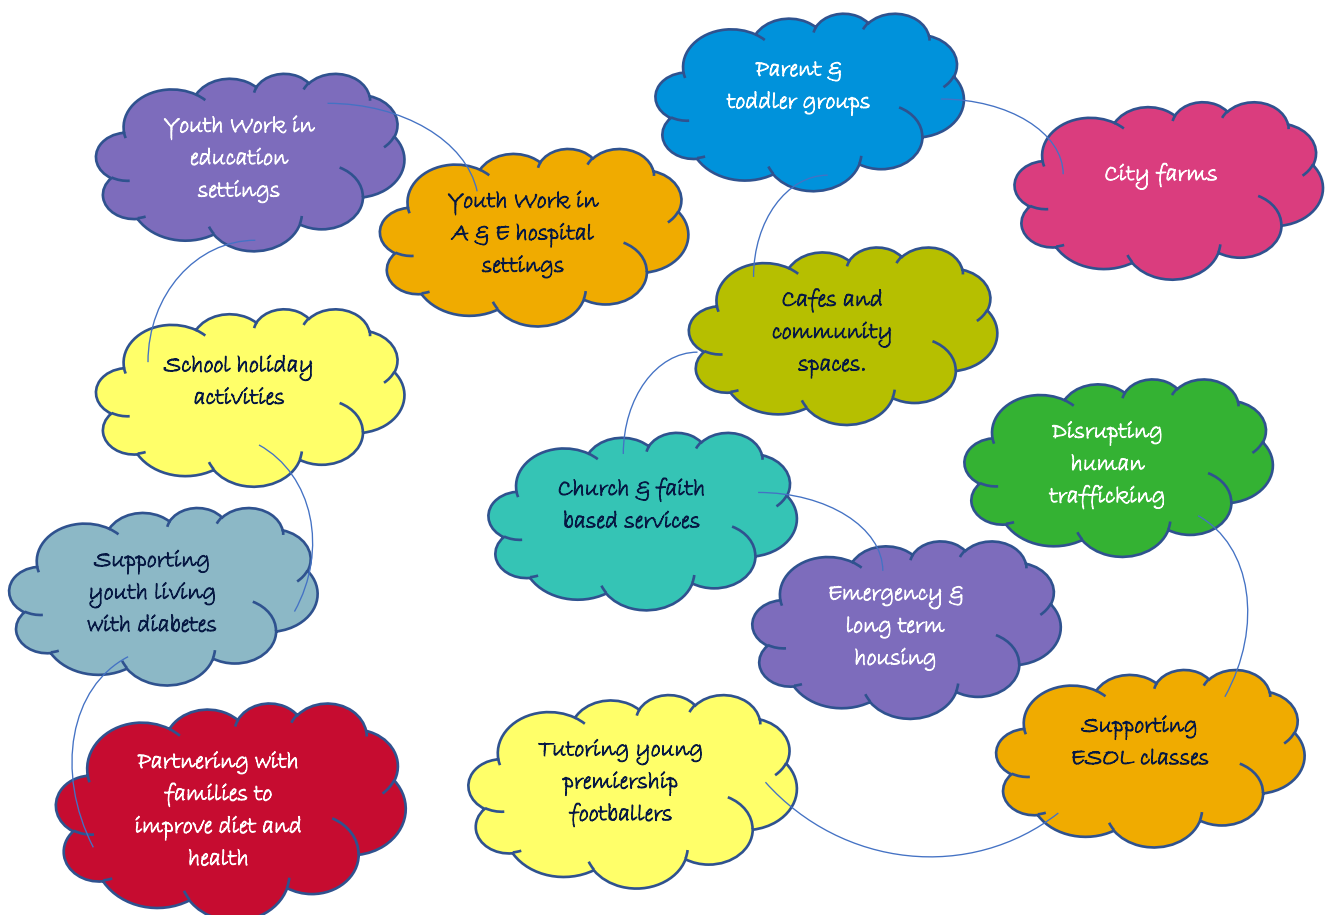 Parent &
toddler groups
Youth Work in
education
settings
City farms
Youth Work in
A & E hospital
settings
Cafes and
community
spaces.
School holiday
activities
Disrupting
human
trafficking
Church & faith
based services
Supporting
youth living
with diabetes
Emergency &
long term
housing
Supporting
ESOL classes
Tutoring young
premiership
footballers
Partnering with
families to
improve diet and
health